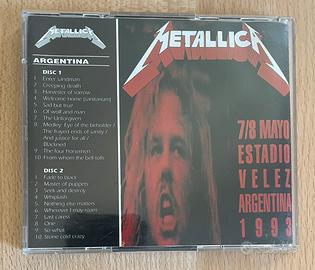 METALLICA
ARGENTINA
DISC 1
1 Enter sandman
2 Creeping death
3 Harvester of sorrow
4 Welcome home (sanitarium)
5 Sad but true
6 Of wolf and man
7 The Unforgiven
8 Medley: Eye of the beholder /
The frayed ends of sanity /
And justice for all /
Blackned
9 The four horsemen
10 From whom the bell tolls
DISC 2
1 Fade to black
2 Master of puppets
3 Seek and destroy
4 Whiplash
5 Nothing else matters
6 Wherever I may roam
7 Last caress
8 One
9 So what
10 Stone cold crazy
METALLICA
7/8 MAYO
ESTADIO
VELEZ
ARGENTINA
1993